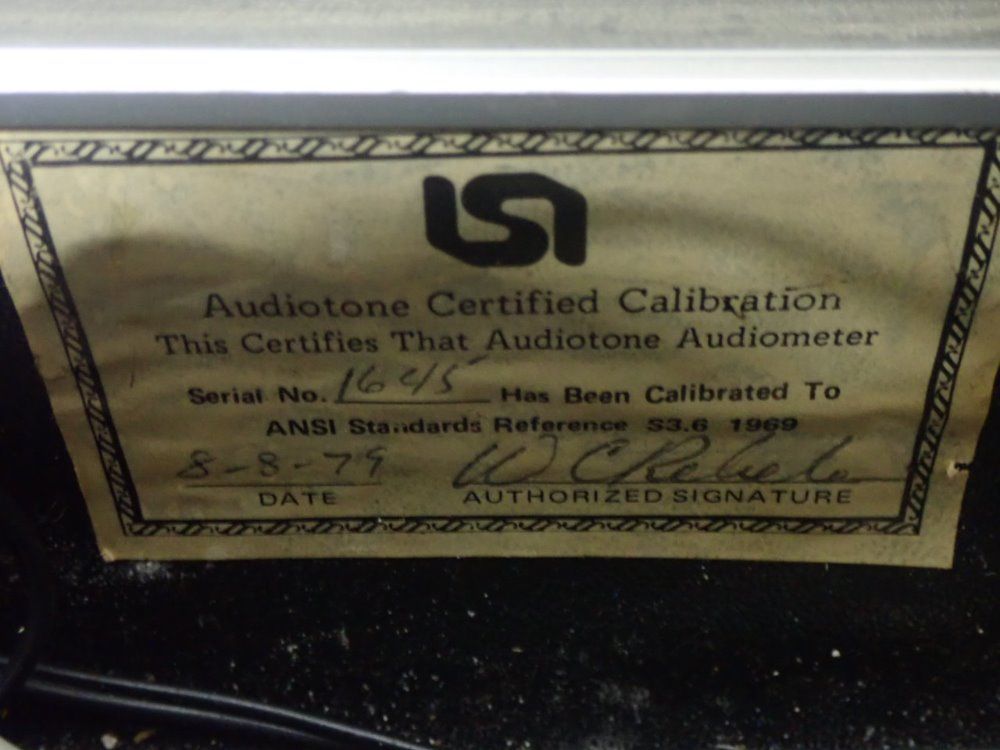 Audiotone Certified Calibration
This Certifies That Audiotone Audiometer
Serial No. 1645 Has Been Calibrated To
ANSI Standards Reference S3.6 1969
8-8-79 W C
DATE AUTHORIZED SIGNATURE